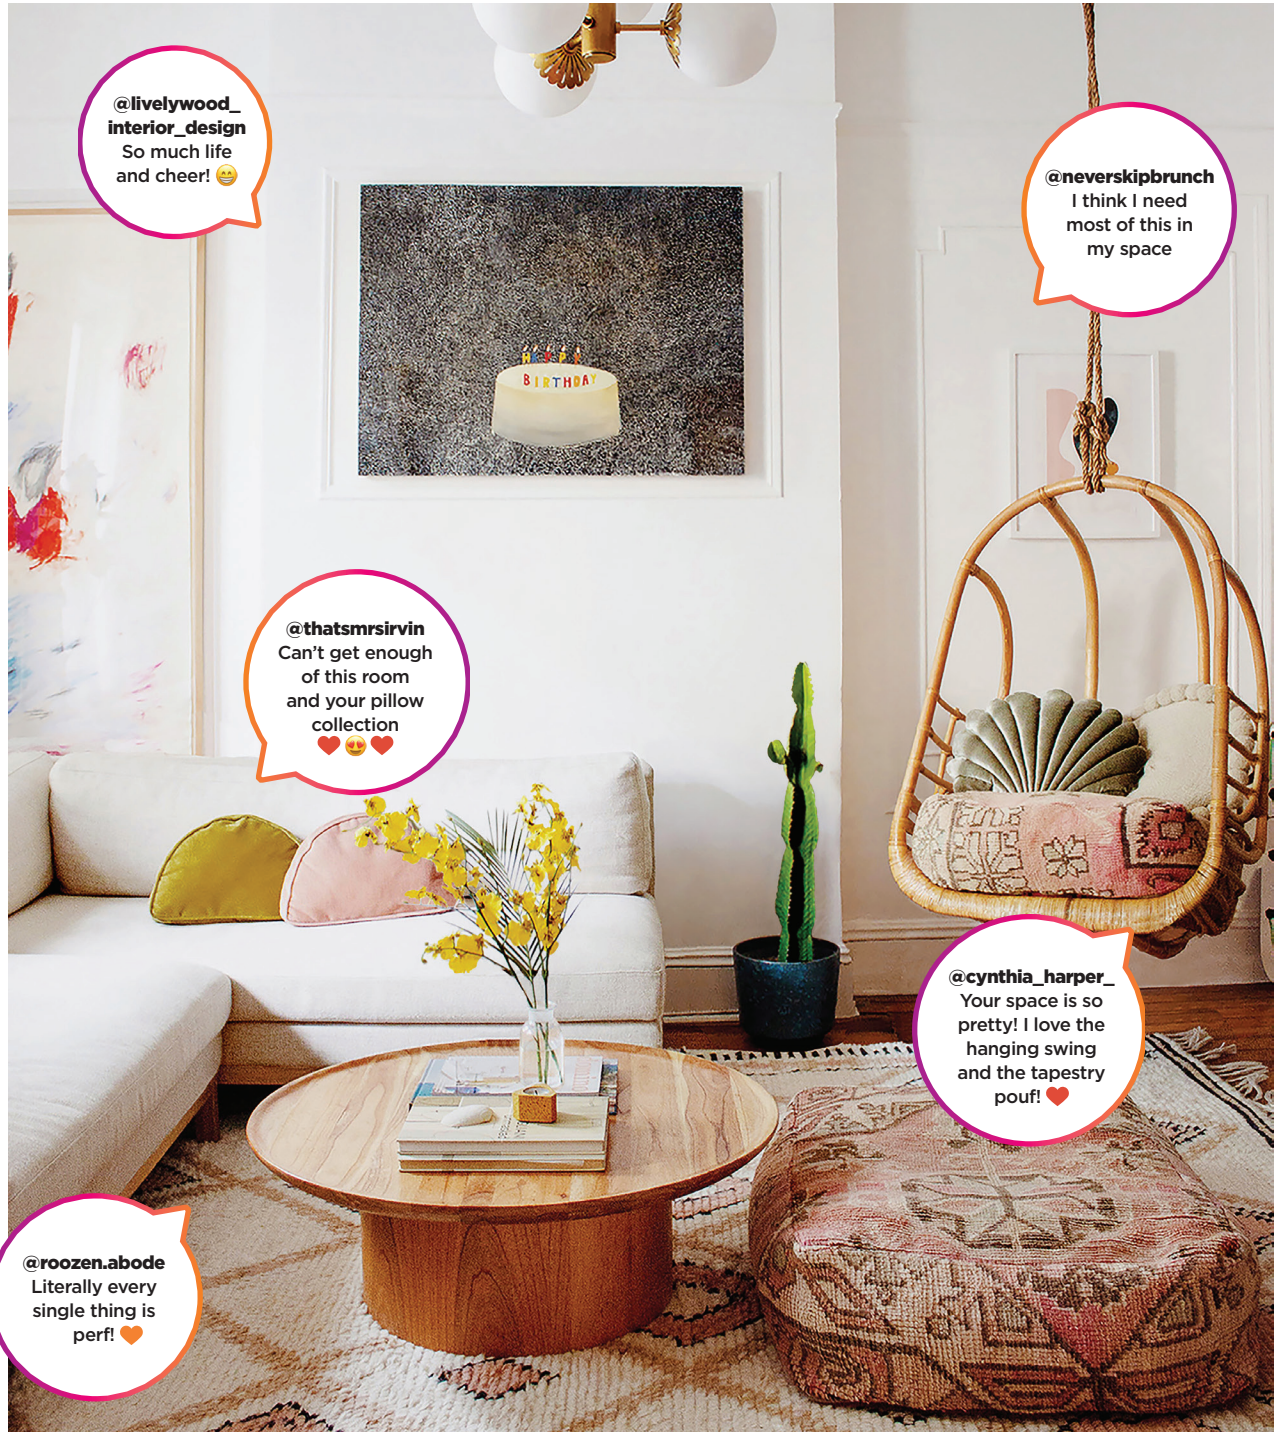 @livelywood_
interior_design
So much life
and cheer! 😁
@neverskipbrunch
I think I need
most of this in
my space
HAPPY
BIRTHDAY
@thatsmrsirvin
Can't get enough
of this room
and your pillow
collection
❤️😍❤️
@cynthia_harper_
Your space is so
pretty! I love the
hanging swing
and the tapestry
pouf! ❤️
@roozen.abode
Literally every
single thing is
perf! 🧡